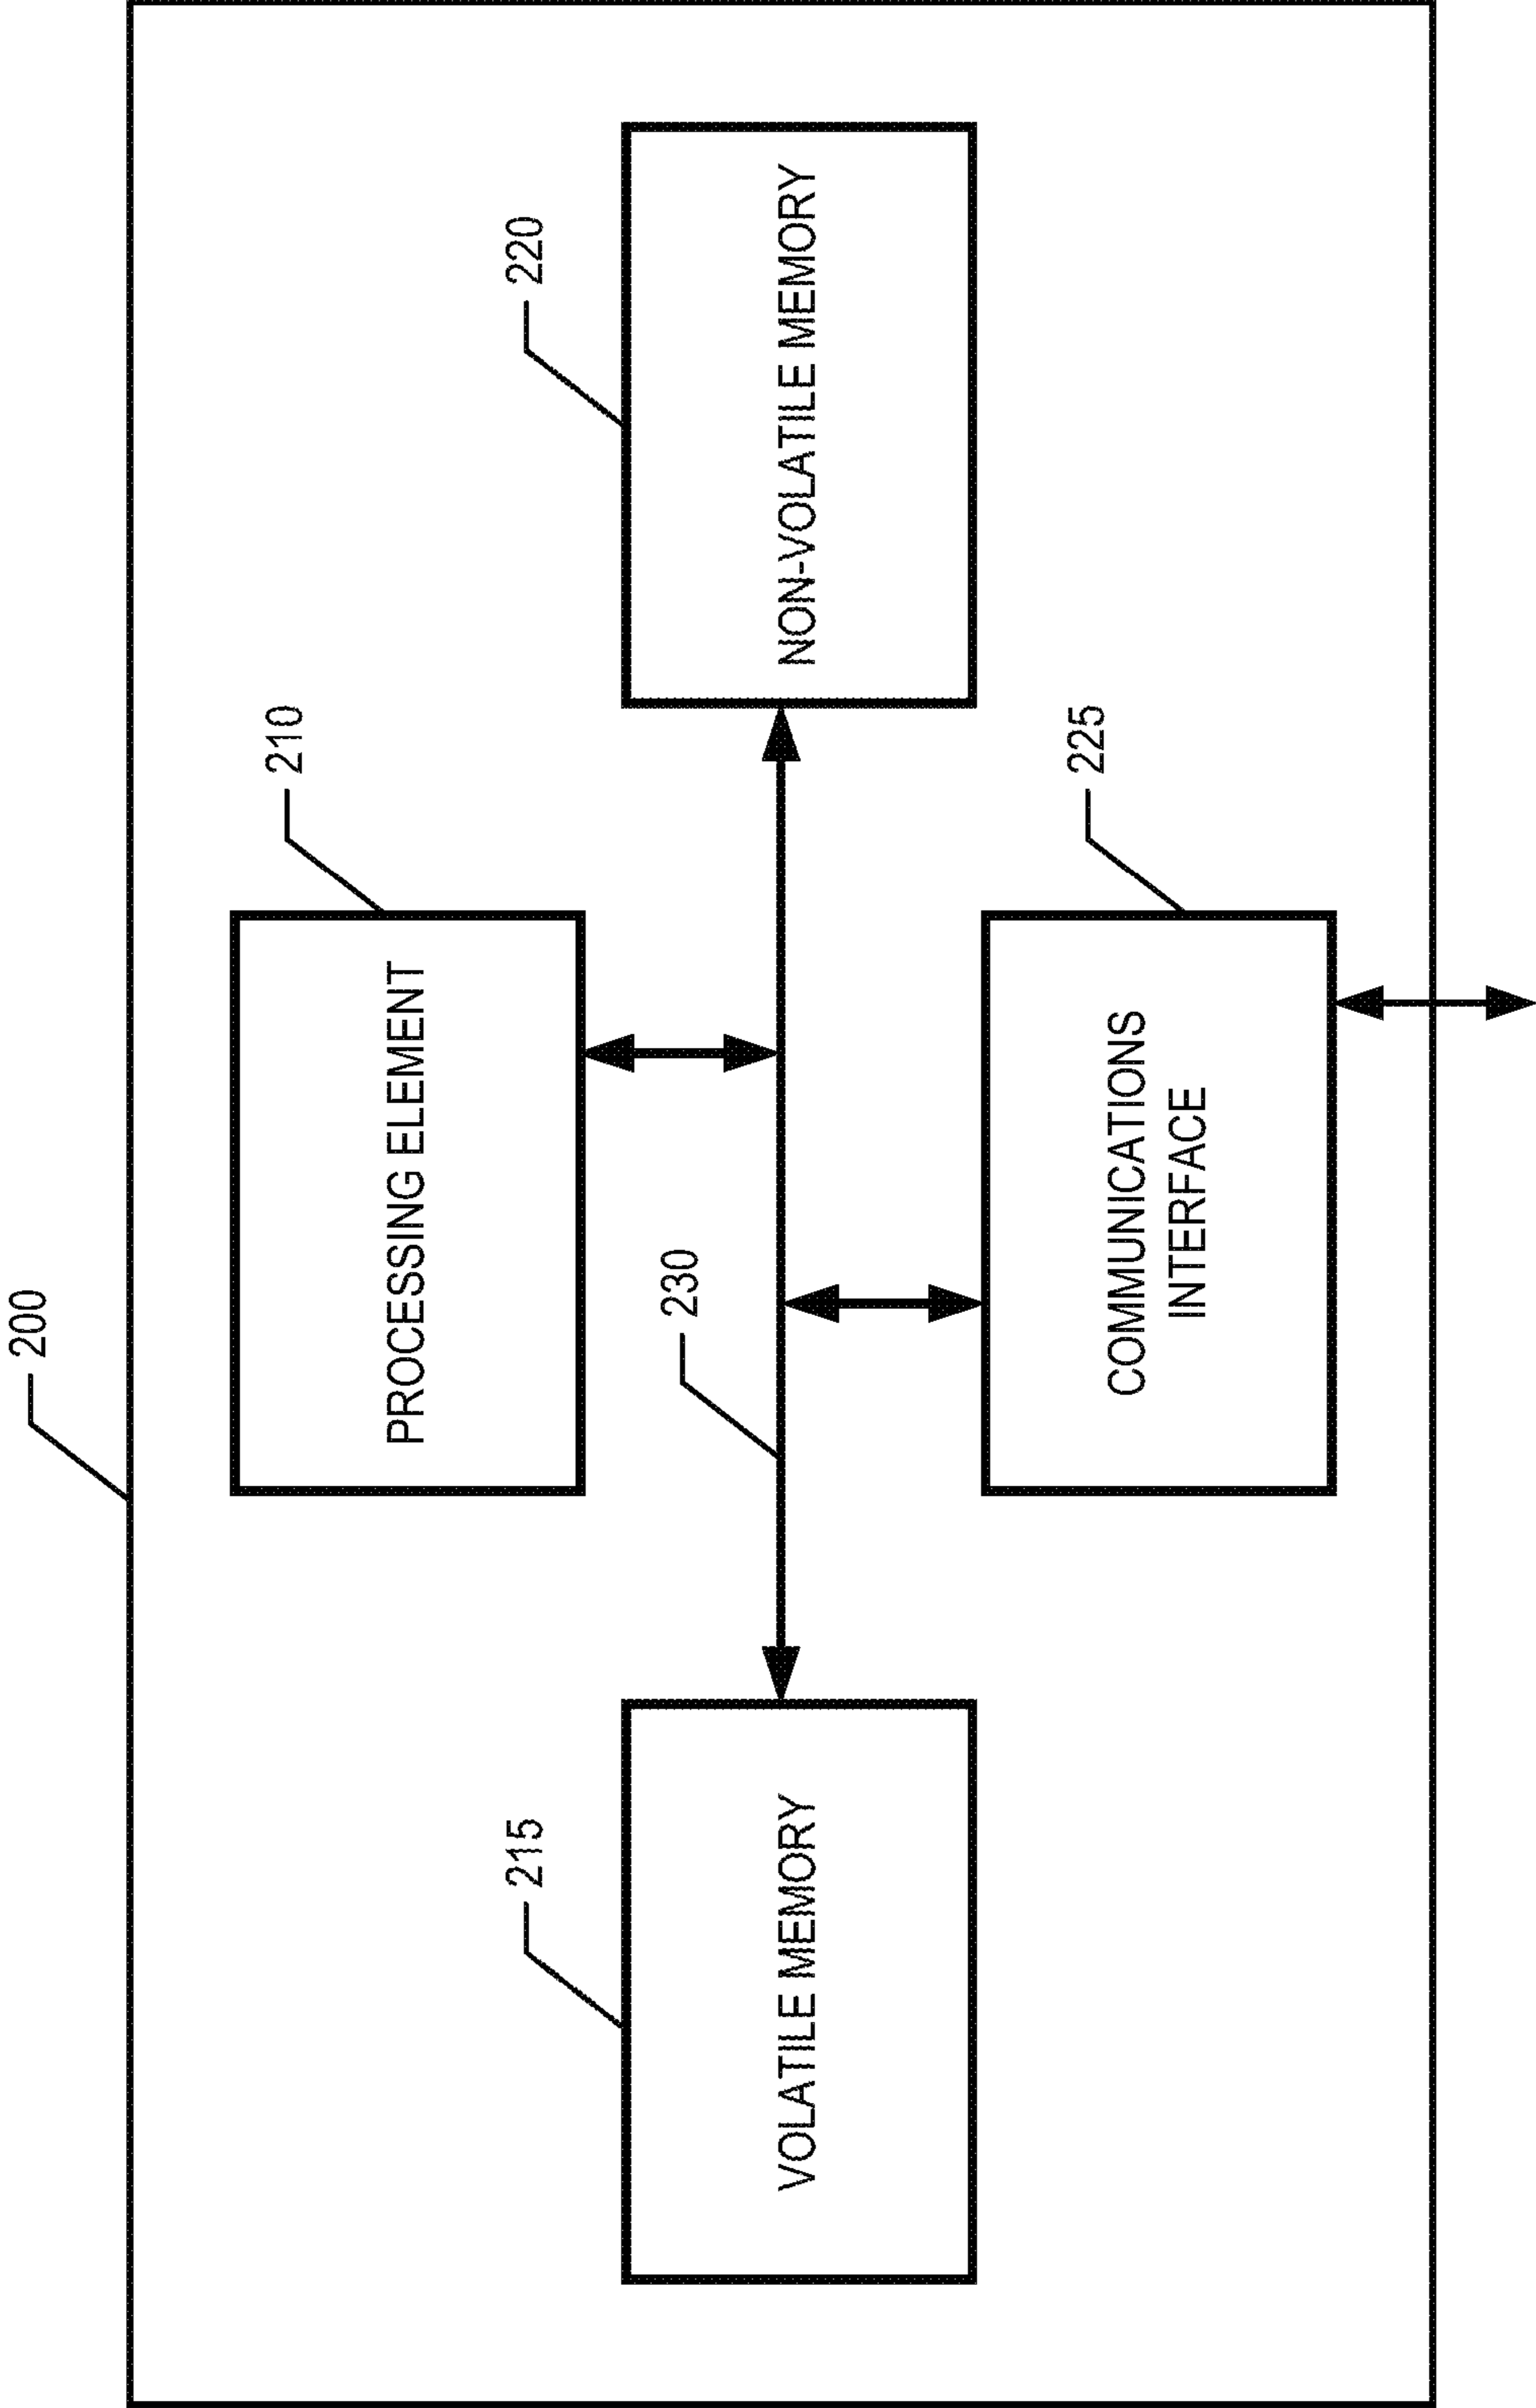 200
210
PROCESSING ELEMENT
215
VOLATILE MEMORY
230
220
NON-VOLATILE MEMORY
225
COMMUNICATIONS
INTERFACE